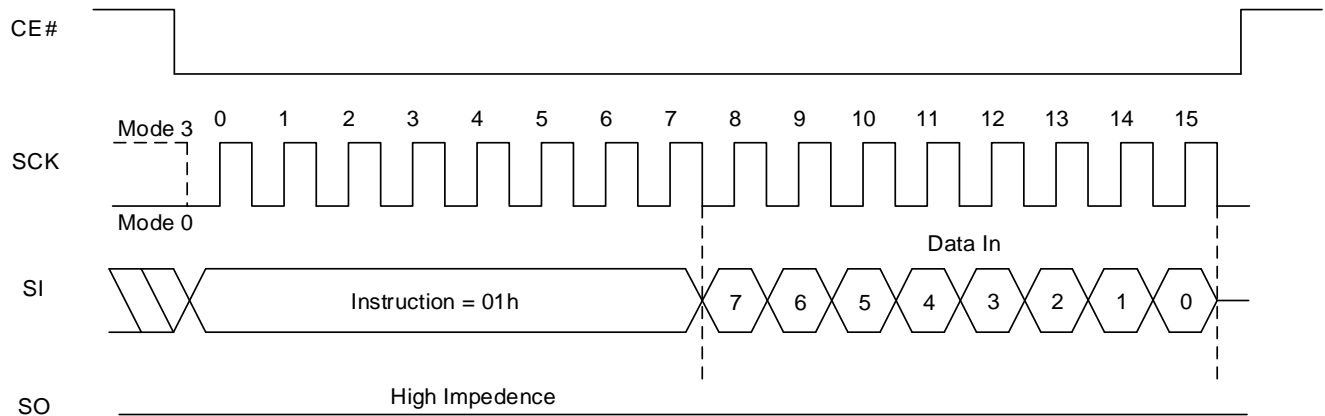 CE#
Mode 3
0 1 2 3 4 5 6 7 8 9 10 11 12 13 14 15
SCK
Mode 0
Data In
SI
Instruction = 01h
7 6 5 4 3 2 1 0
High Impedence
SO